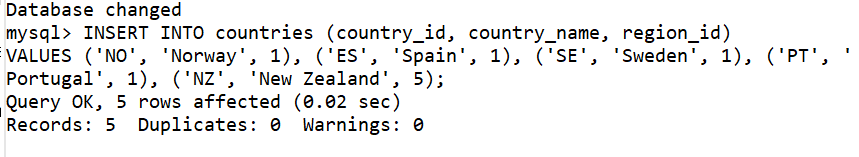 Database changed
mysql> INSERT INTO countries (country_id, country_name, region_id)
VALUES ('NO', 'Norway', 1), ('ES', 'Spain', 1), ('SE', 'Sweden', 1), ('PT', '
Portugal', 1), ('NZ', 'New Zealand', 5);
Query OK, 5 rows affected (0.02 sec)
Records: 5  Duplicates: 0  Warnings: 0